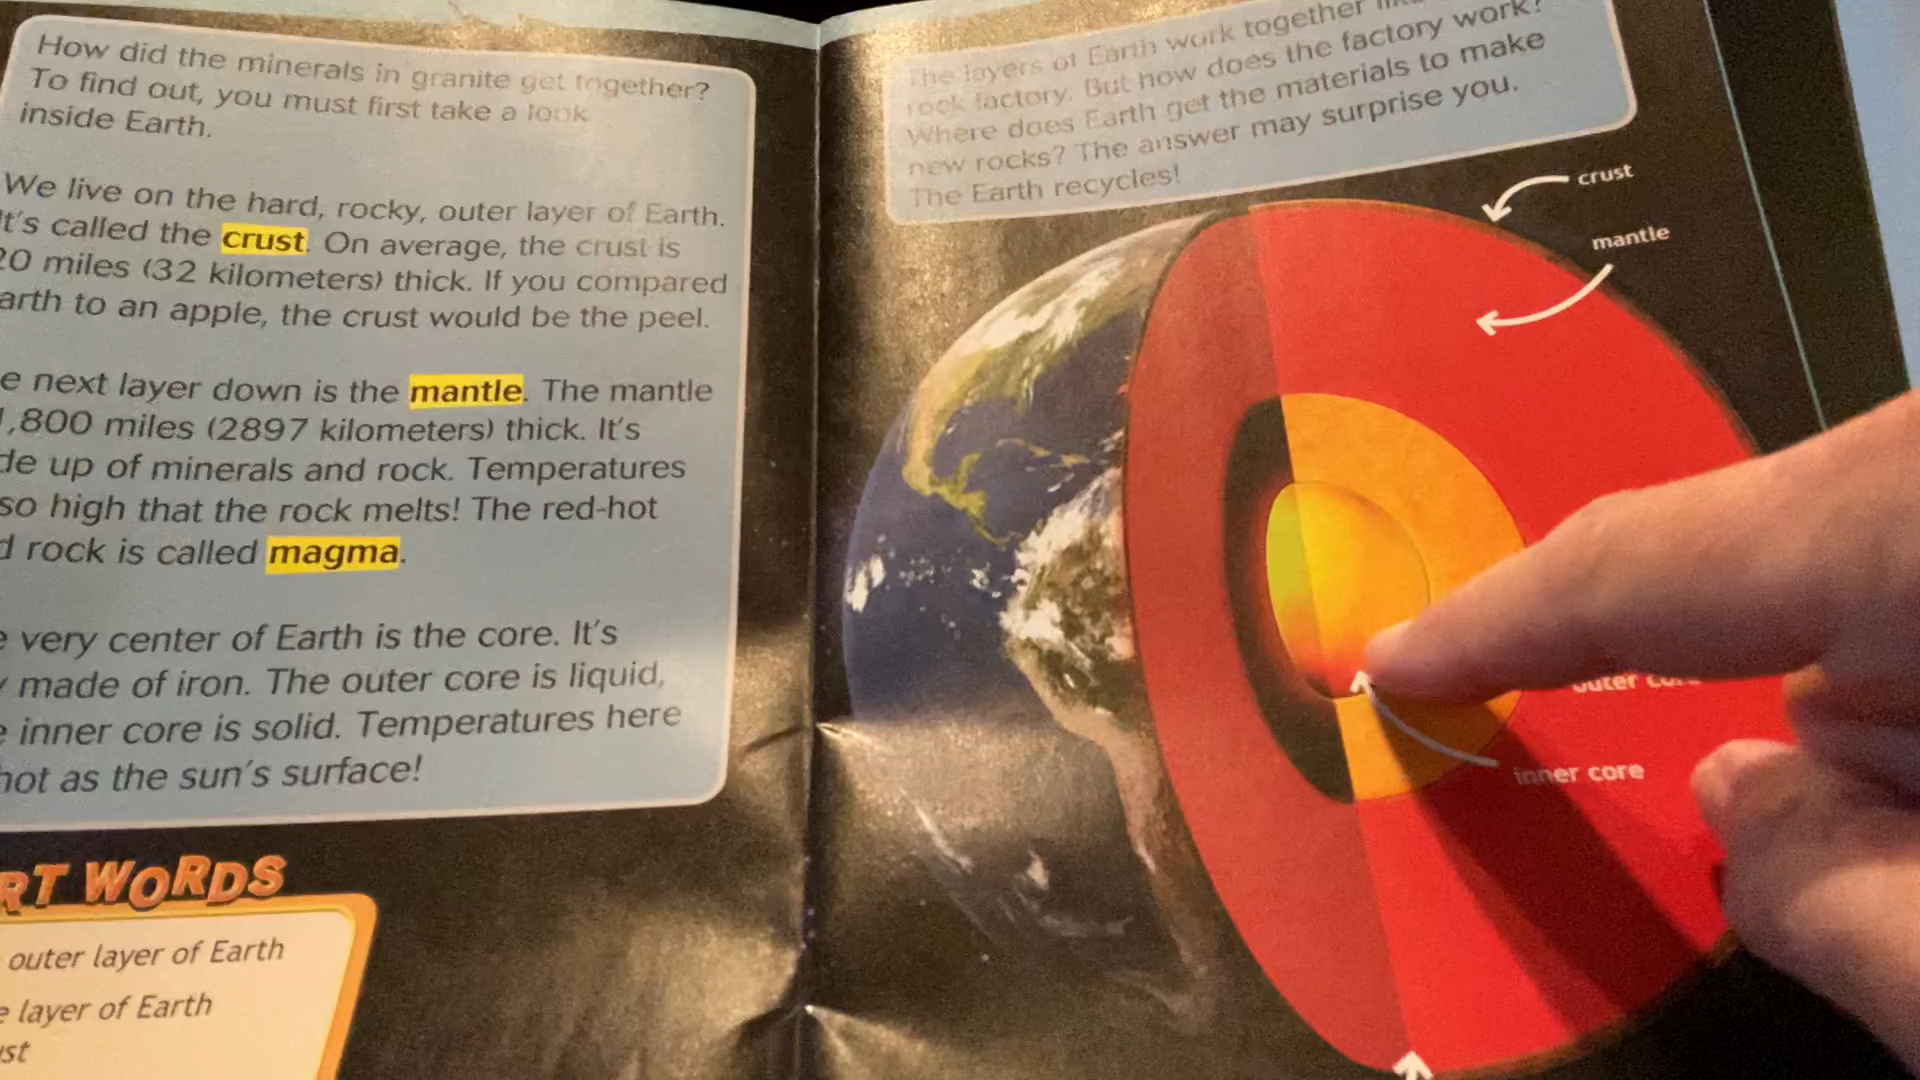 How did the minerals in granite get together?
To find out, you must first take a look
inside Earth.
We live on the hard, rocky, outer layer of Earth.
It's called the crust. On average, the crust is
20 miles (32 kilometers) thick. If you compared
arth to an apple, the crust would be the peel.
e next layer down is the mantle. The mantle
1,800 miles (2897 kilometers) thick. It's
de up of minerals and rock. Temperatures
so high that the rock melts! The red-hot
d rock is called magma.
e very center of Earth is the core. It's
y made of iron. The outer core is liquid,
e inner core is solid. Temperatures here
hot as the sun's surface!
RT WORDS
outer layer of Earth
e layer of Earth
ust
The layers of Earth work together
rock factory. But how does the factory work?
Where does Earth get the materials to make
new rocks? The answer may surprise you.
The Earth recycles!
crust
mantle
outer
inner core